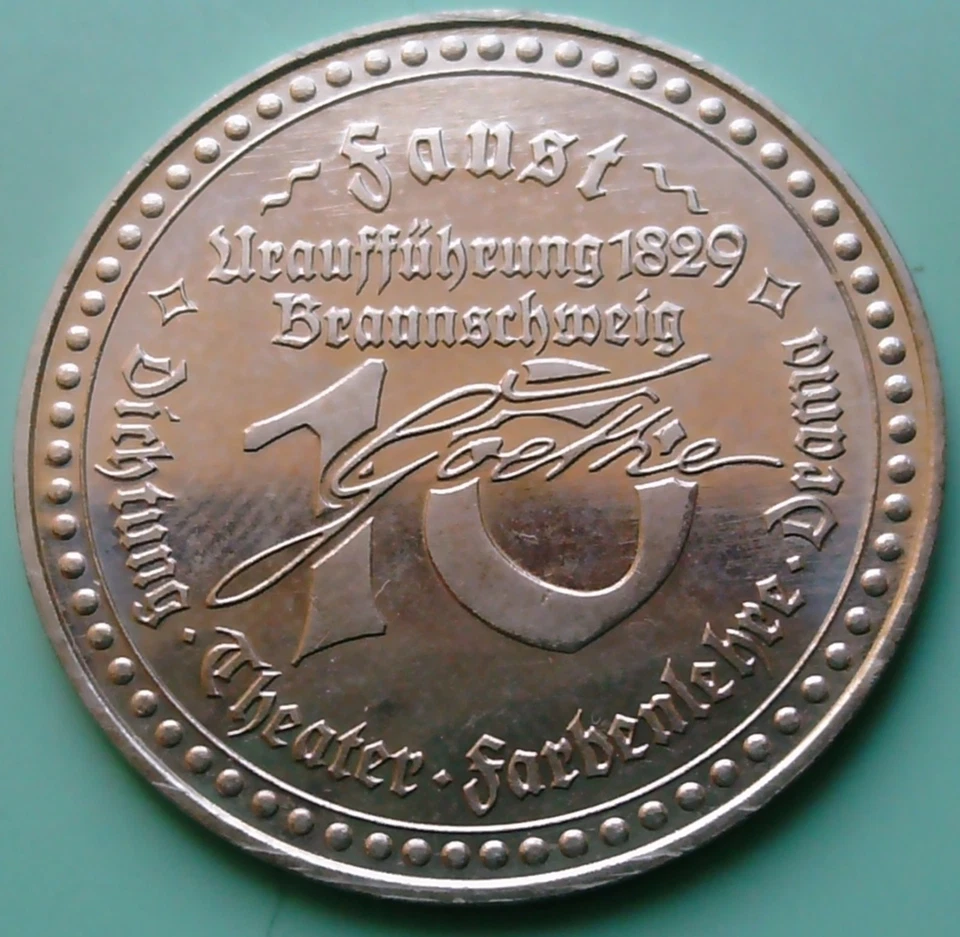 ~ Faust ~
Uraufführung 1829
Braunschweig
10
Goethe
Dichtung · Theater · Farbenlehre · Drama